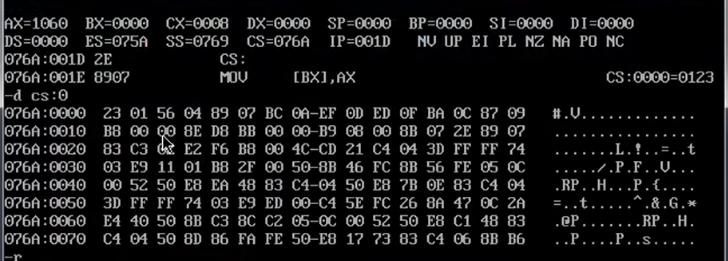 AX=1060 BX=0000 CX=0008 DX=0000 SP=0000 BP=0000 SI=0000 DI=0000
DS=0000 ES=075A SS=0769 CS=076A IP=001D NV UP EI PL NZ NA PO NC
076A:001D 2E CS:
076A:001E 8907 MOV [BX],AX CS:0000=0123
-d cs:0
076A:0000 23 01 56 04 89 07 BC 0A-EF 0D ED 0F BA 0C 87 09 #.V.............
076A:0010 B8 00 00 8E D8 BB 00 00-B9 08 00 8B 07 2E 89 07 ................
076A:0020 83 C3 E2 F6 B8 00 4C-CD 21 C4 04 3D FF FF 74 .......L.!..=..t
076A:0030 03 E9 11 01 B8 2F 00 50-8B 46 FC 8B 56 FE 05 0C ...../.P.F..V...
076A:0040 00 52 50 E8 EA 48 83 C4-04 50 E8 7B 0E 83 C4 04 .RP..H...P.{....
076A:0050 3D FF FF 74 03 E9 ED 00-C4 5E FC 26 8A 47 0C 2A =..t.....^.&.G.*
076A:0060 E4 40 50 8B C3 8C C2 05-0C 00 52 50 E8 C1 48 83 .@P.......RP..H.
076A:0070 C4 04 50 8D 86 FA FE 50-E8 17 73 83 C4 06 8B B6 ..P....P..s.....
-r